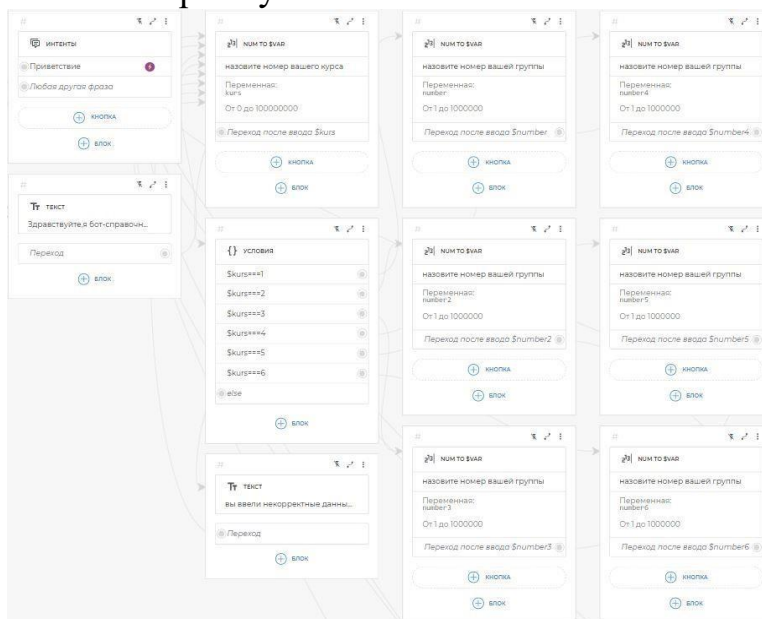 ИНТЕНТЫ
Приветствие
Любая другая фраза
КНОПКА
БЛОК
ТЕКСТ
Здравствуйте,я бот-справочн...
Переход
БЛОК
NUM TO $VAR
назовите номер вашего курса
Переменная:
kurs
От 0 до 100000000
Переход после ввода $kurs
КНОПКА
БЛОК
УСЛОВИЯ
$kurs===1
$kurs===2
$kurs===3
$kurs===4
$kurs===5
$kurs===6
else
БЛОК
ТЕКСТ
вы ввели некорректные данны...
Переход
БЛОК
NUM TO $VAR
назовите номер вашей группы
Переменная:
number
От 1 до 1000000
Переход после ввода $number
КНОПКА
БЛОК
NUM TO $VAR
назовите номер вашей группы
Переменная:
number2
От 1 до 1000000
Переход после ввода $number2
КНОПКА
БЛОК
NUM TO $VAR
назовите номер вашей группы
Переменная:
number3
От 1 до 1000000
Переход после ввода $number3
КНОПКА
БЛОК
NUM TO $VAR
назовите номер вашей группы
Переменная:
number4
От 1 до 1000000
Переход после ввода $number4
КНОПКА
БЛОК
NUM TO $VAR
назовите номер вашей группы
Переменная:
number5
От 1 до 1000000
Переход после ввода $number5
КНОПКА
БЛОК
NUM TO $VAR
назовите номер вашей группы
Переменная:
number6
От 1 до 1000000
Переход после ввода $number6
КНОПКА
БЛОК